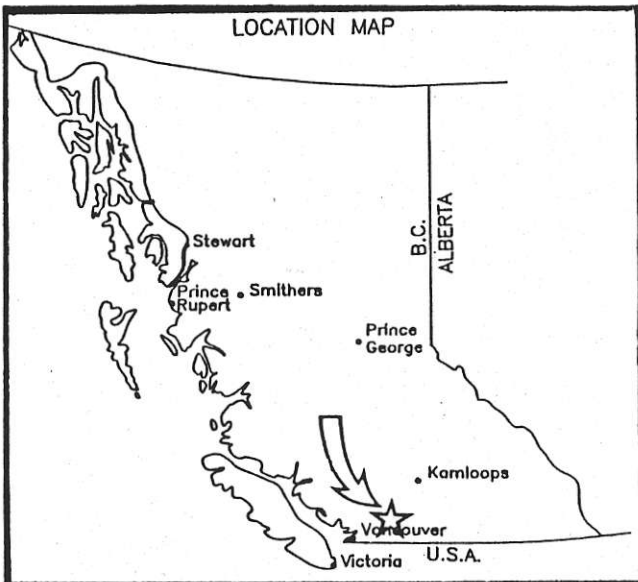 LOCATION MAP
B.C.
ALBERTA
Stewart
Prince
Rupert
Smithers
Prince
George
Kamloops
Vancouver
U.S.A.
Victoria